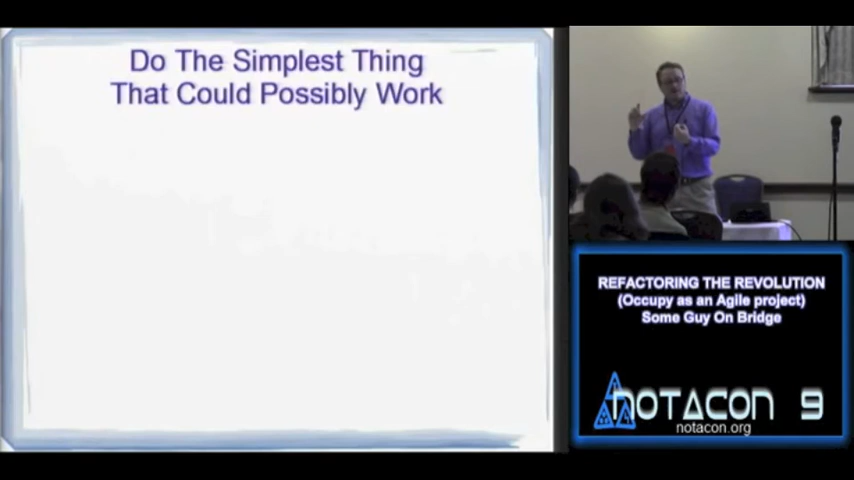 Do The Simplest Thing
That Could Possibly Work
REFACTORING THE REVOLUTION
(Occupy as an Agile project)
Some Guy On Bridge
NOTACON 9
notacon.org